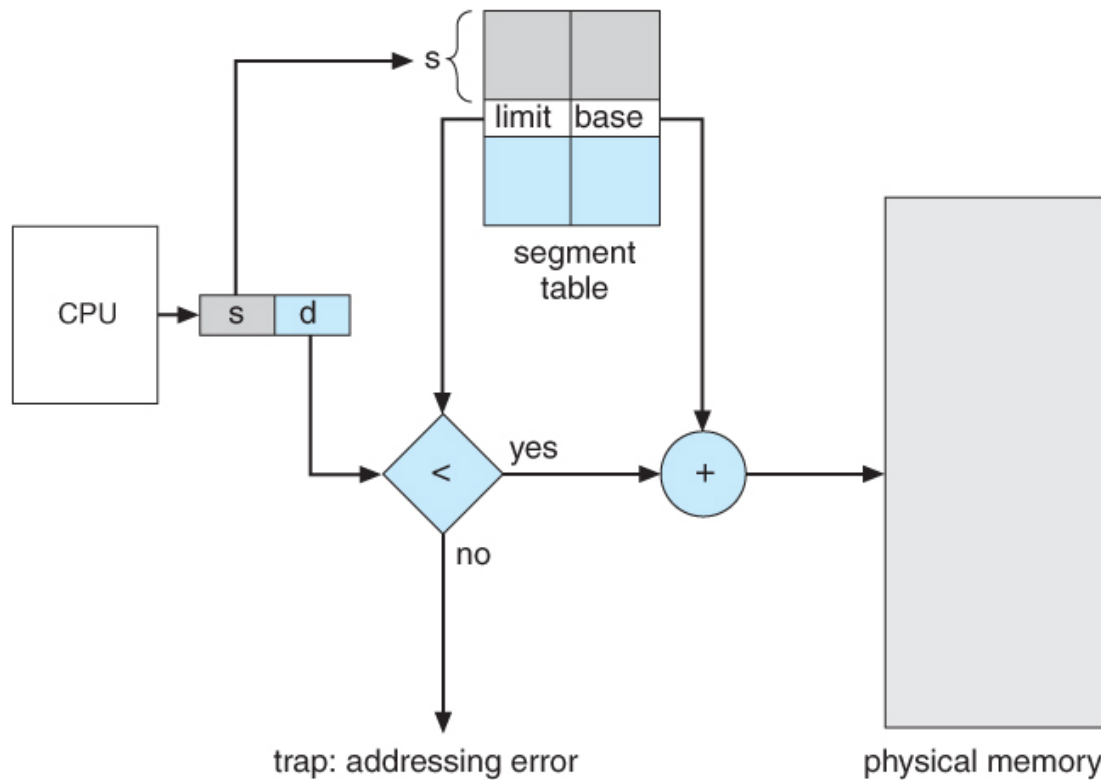 s
limit base
segment
table
CPU
s d
<
yes
+
no
trap: addressing error
physical memory